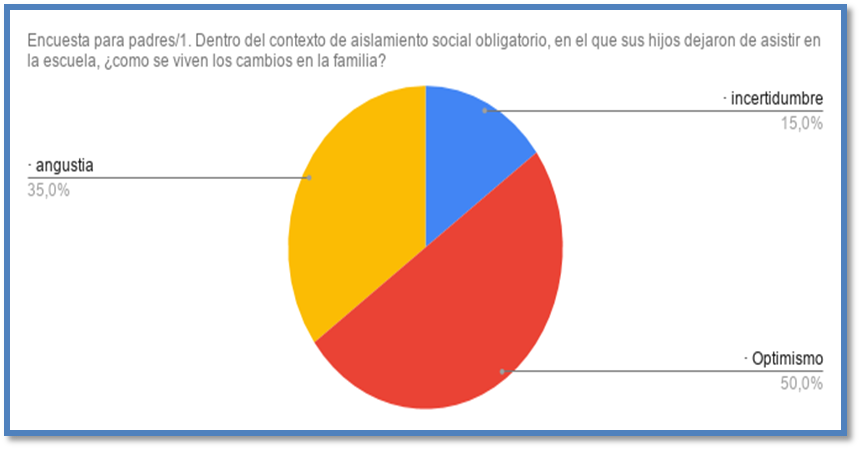 Encuesta para padres/1. Dentro del contexto de aislamiento social obligatorio, en el que sus hijos dejaron de asistir en
la escuela, ¿como se viven los cambios en la familia?
· incertidumbre
15,0%
· angustia
35,0%
· Optimismo
50,0%